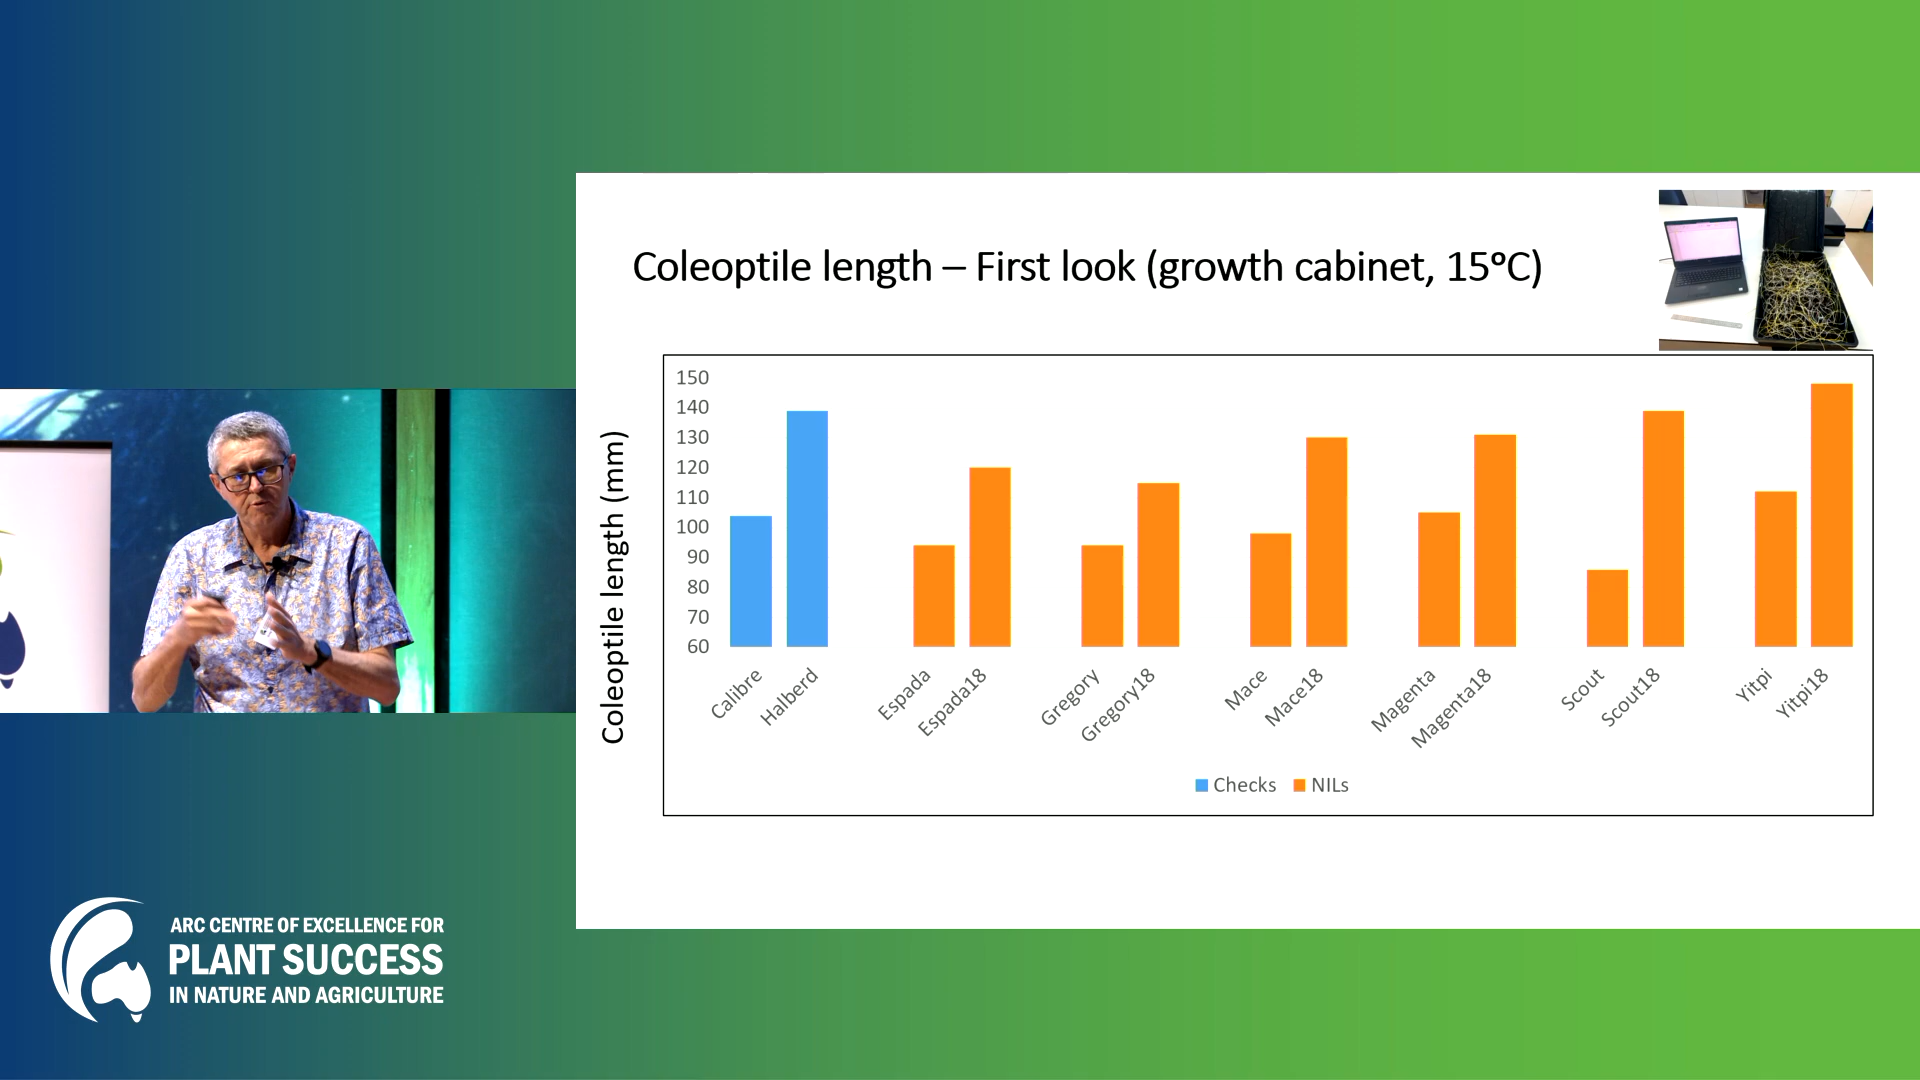 Coleoptile length – First look (growth cabinet, 15ºC)
Coleoptile length (mm)
150
140
130
120
110
100
90
80
70
60
Calibre
Halberd
Espada
Espada18
Gregory
Gregory18
Mace
Mace18
Magenta
Magenta18
Scout
Scout18
Yitpi
Yitpi18
Checks
NILs
ARC CENTRE OF EXCELLENCE FOR
PLANT SUCCESS
IN NATURE AND AGRICULTURE